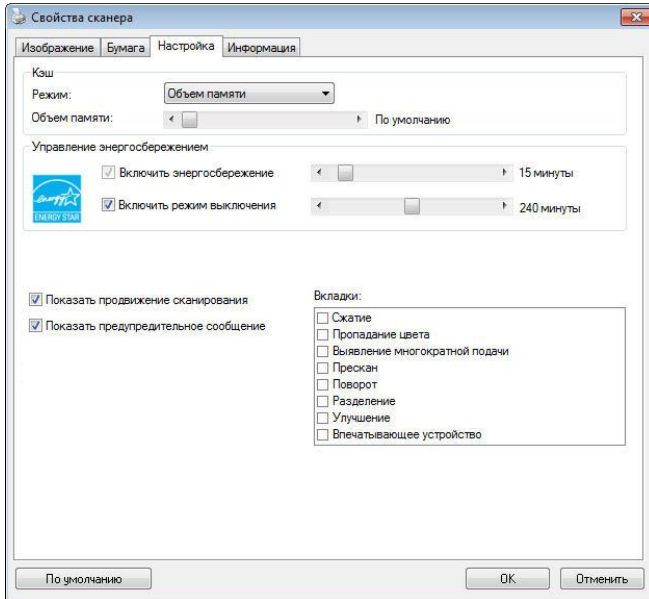 Свойства сканера
Изображение Бумага Настройка Информация
Кэш
Режим: Объем памяти
Объем памяти: По умолчанию
Управление энергосбережением
Включить энергосбережение 15 минуты
ENERGY STAR
Включить режим выключения 240 минуты
Показать продвижение сканирования
Показать предупредительное сообщение
Вкладки:
Сжатие
Пропадание цвета
Выявление многократной подачи
Прескан
Поворот
Разделение
Улучшение
Впечатывающее устройство
По умолчанию OK Отменить